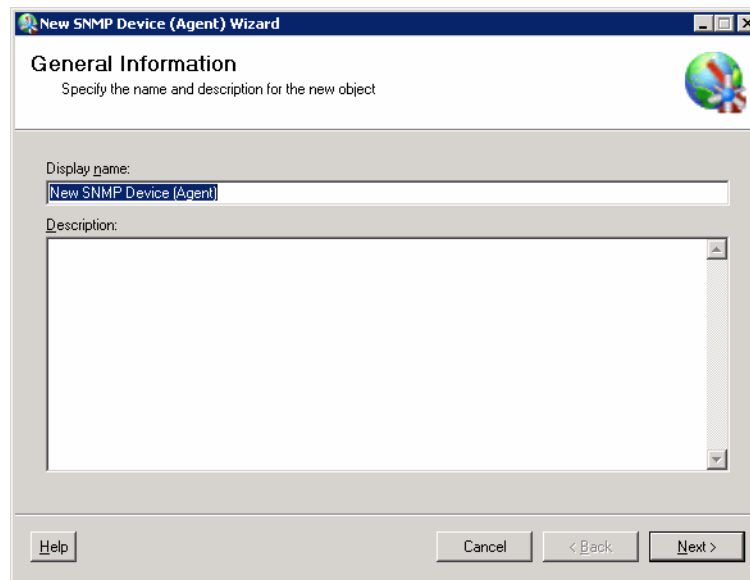 New SNMP Device (Agent) Wizard
General Information
Specify the name and description for the new object
Display name:
New SNMP Device (Agent)
Description:
Help
Cancel
< Back
Next >